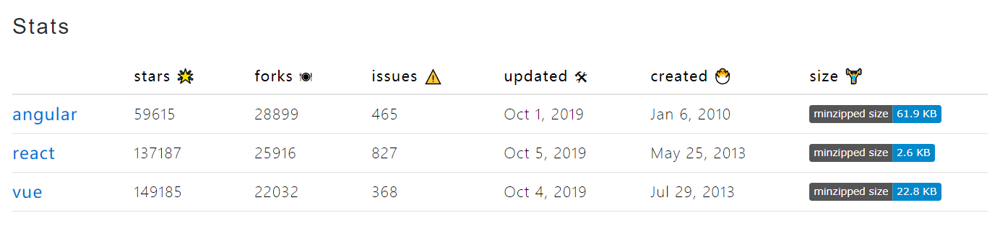 Stats
stars forks issues updated created size
angular 59615 28899 465 Oct 1, 2019 Jan 6, 2010 minzipped size 61.9 KB
react 137187 25916 827 Oct 5, 2019 May 25, 2013 minzipped size 2.6 KB
vue 149185 22032 368 Oct 4, 2019 Jul 29, 2013 minzipped size 22.8 KB